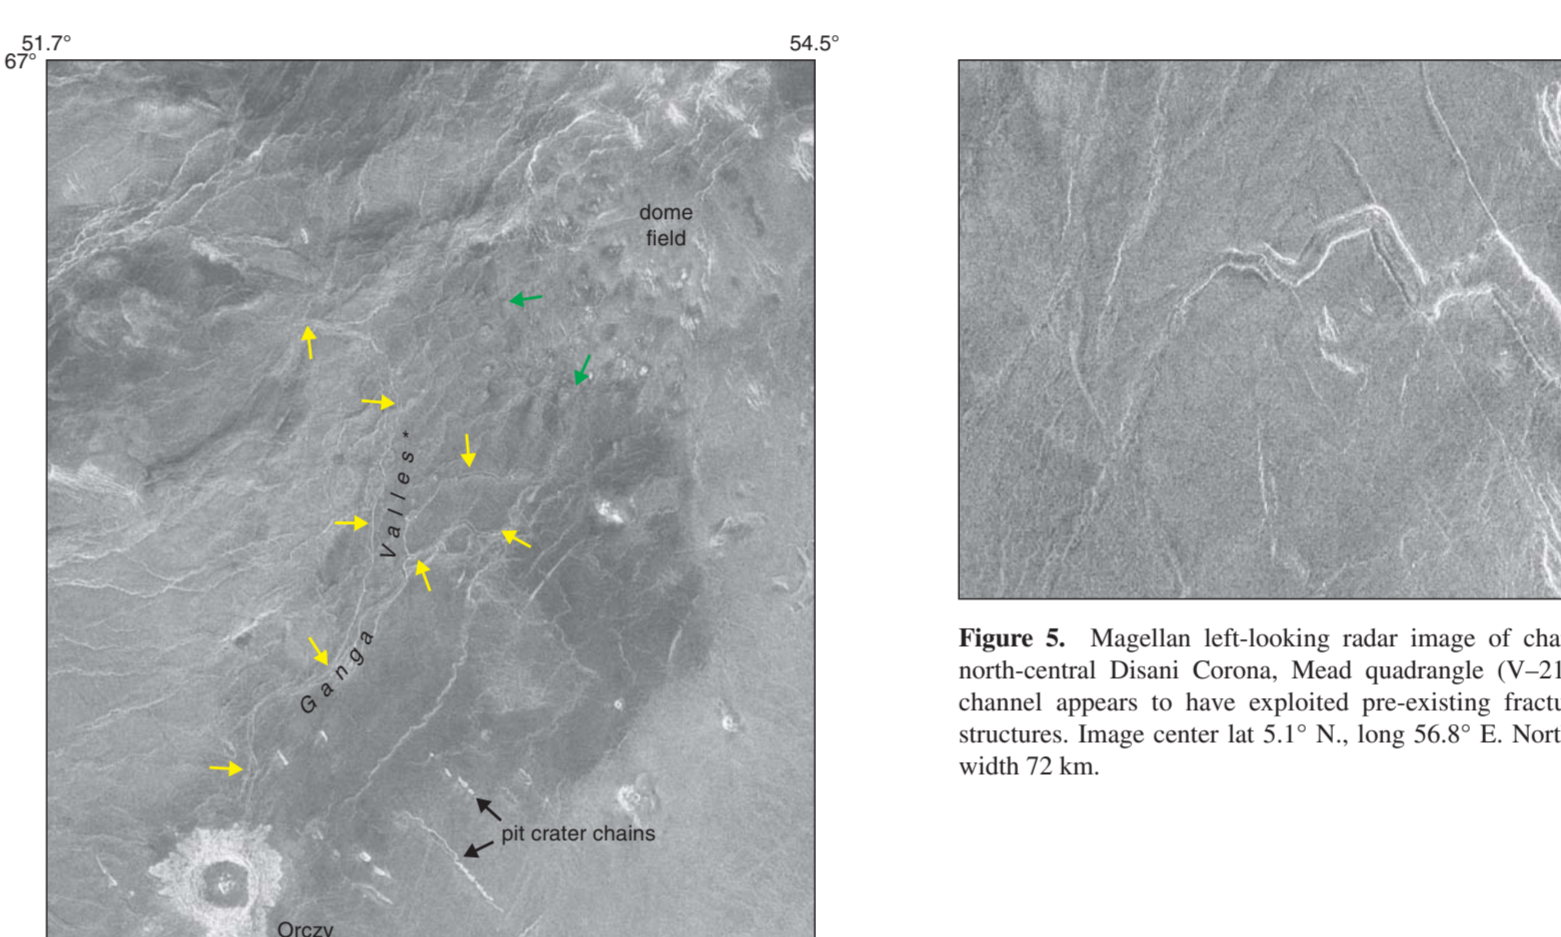 51.7°
54.5°
67°
dome
field
Valles*
Ganga
pit crater chains
Orczy
Figure 5. Magellan left-looking radar image of cha
north-central Disani Corona, Mead quadrangle (V–21
channel appears to have exploited pre-existing fractu
structures. Image center lat 5.1° N., long 56.8° E. Nort
width 72 km.